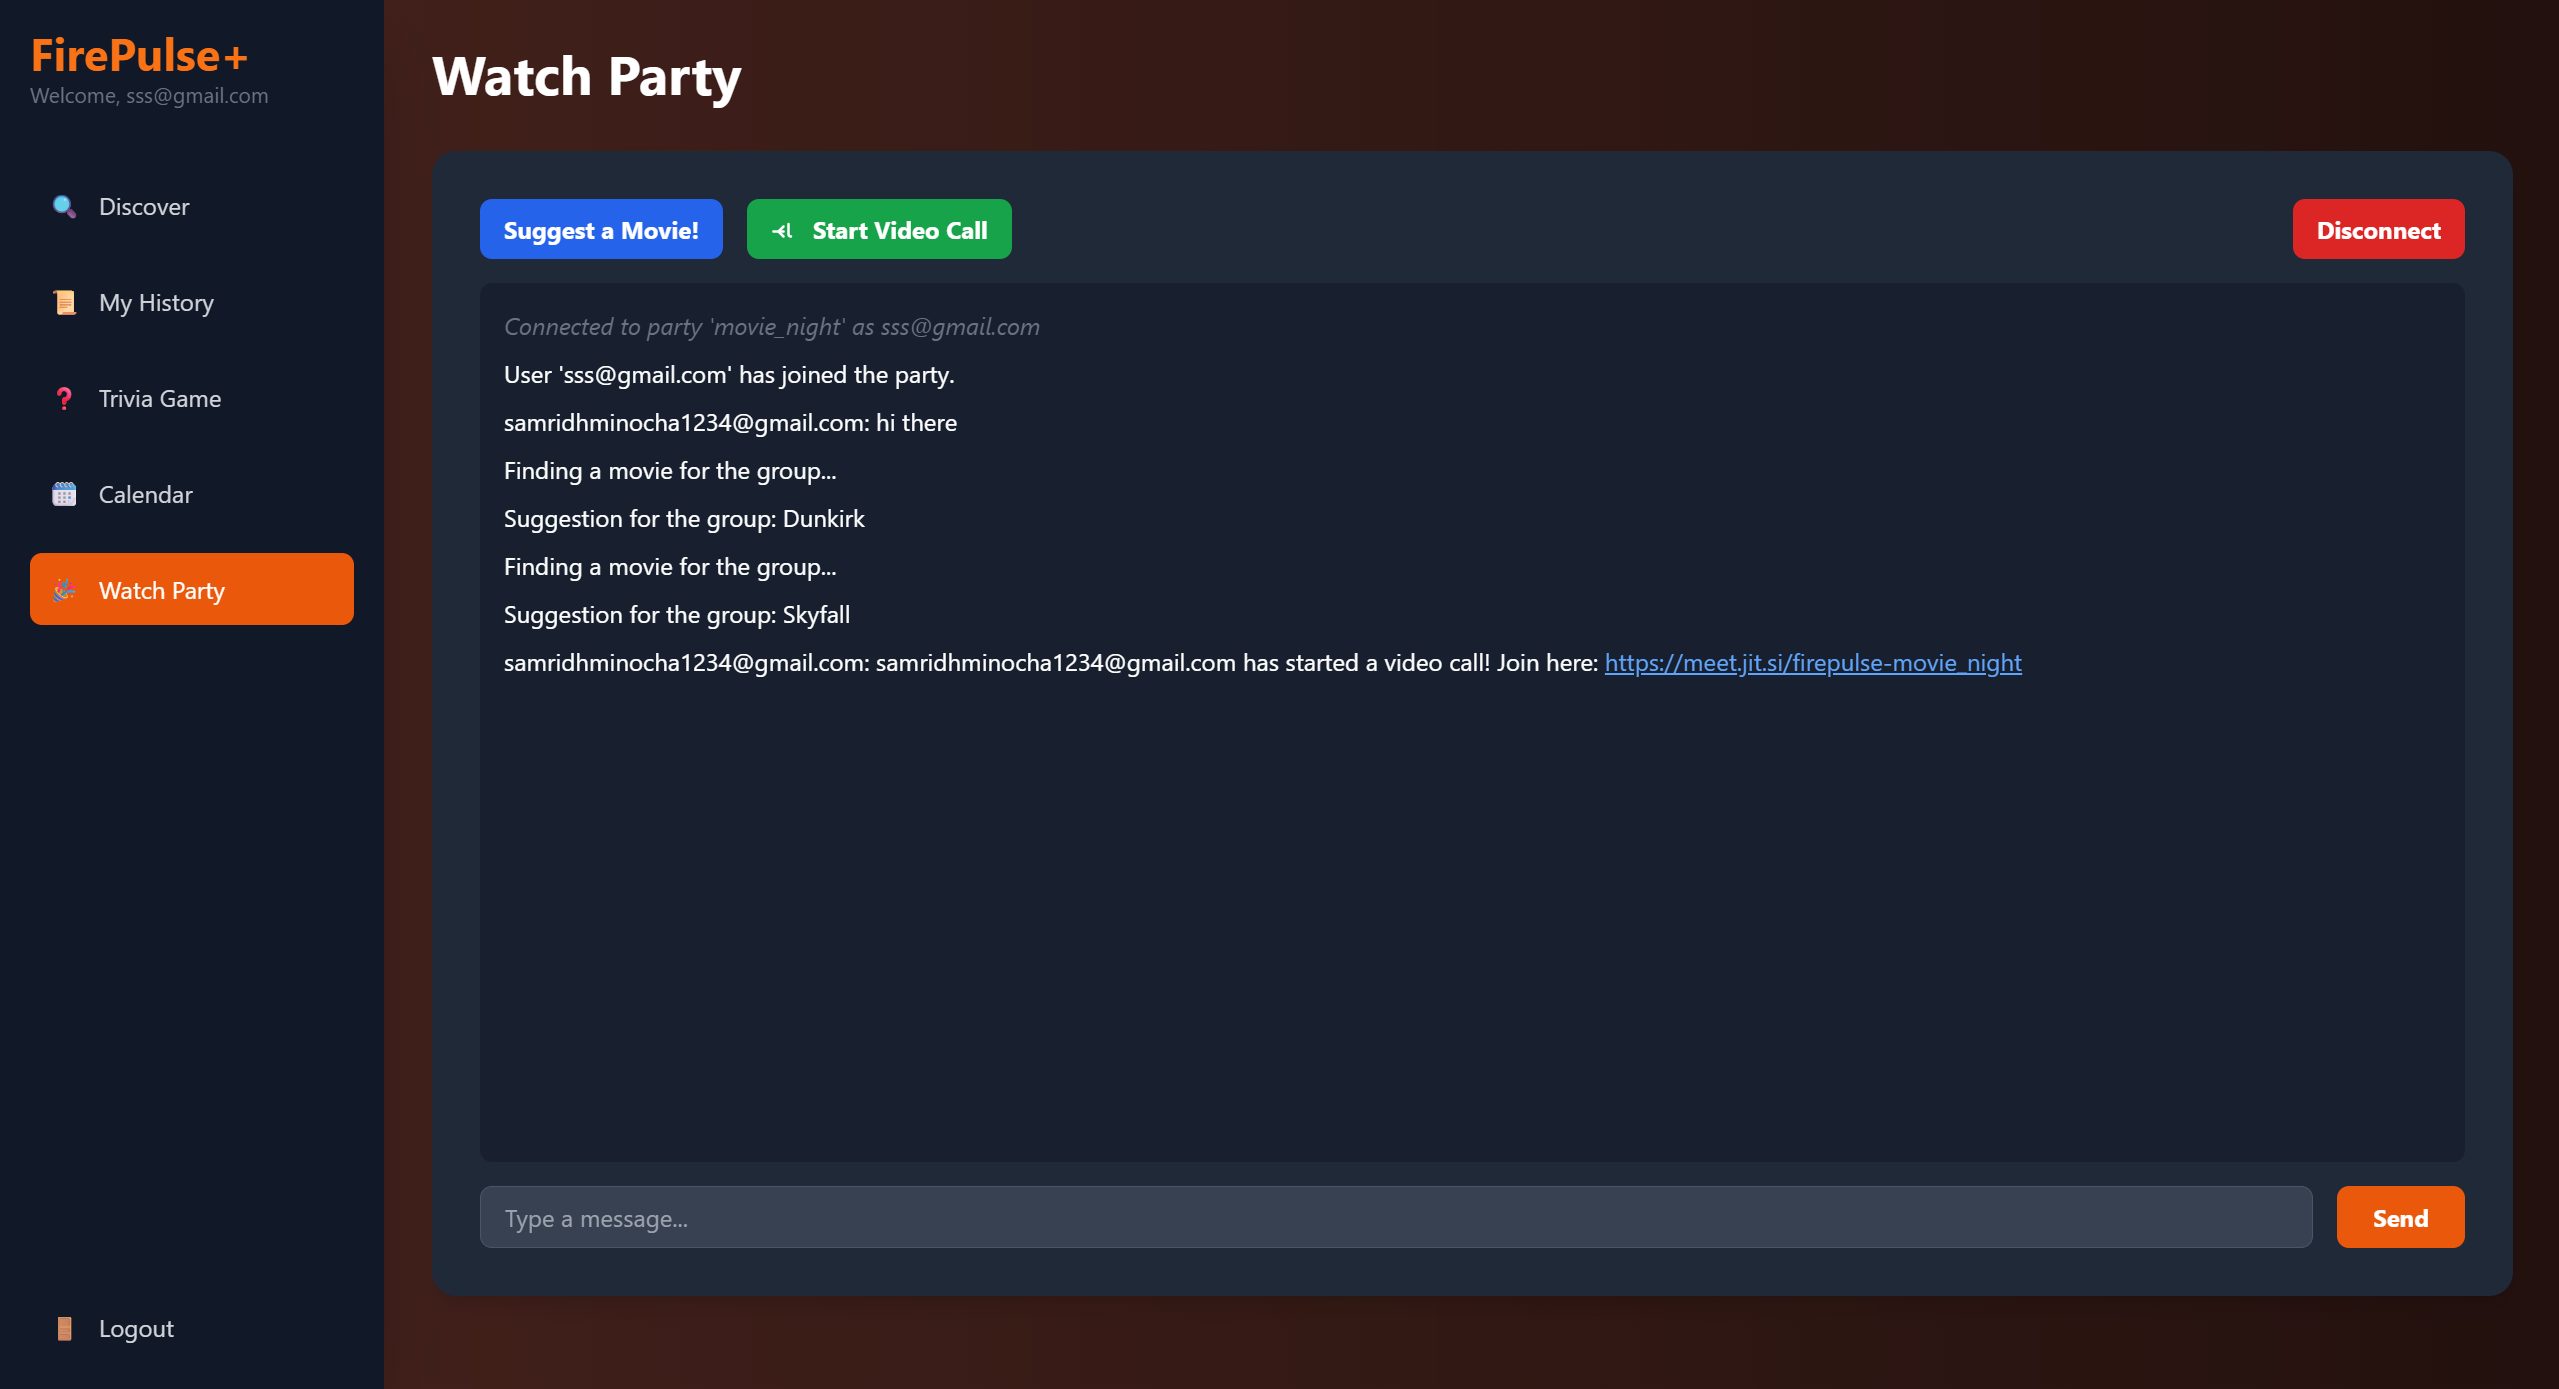 FirePulse+
Welcome, sss@gmail.com
Discover
My History
Trivia Game
Calendar
Watch Party
Logout
Watch Party
Suggest a Movie!
Start Video Call
Disconnect
Connected to party 'movie_night' as sss@gmail.com
User 'sss@gmail.com' has joined the party.
samridhminocha1234@gmail.com: hi there
Finding a movie for the group...
Suggestion for the group: Dunkirk
Finding a movie for the group...
Suggestion for the group: Skyfall
samridhminocha1234@gmail.com: samridhminocha1234@gmail.com has started a video call! Join here: https://meet.jit.si/firepulse-movie_night
Type a message...
Send